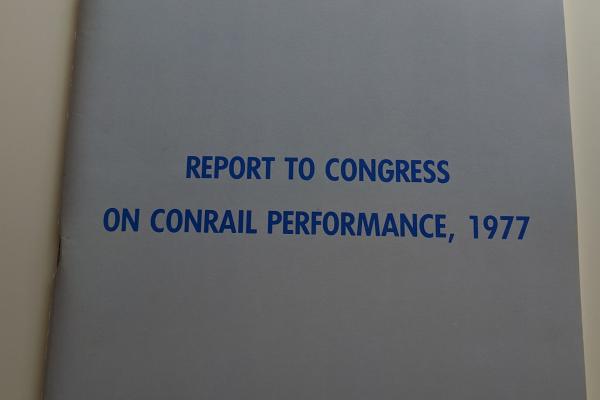 REPORT TO CONGRESS
ON CONRAIL PERFORMANCE, 1977